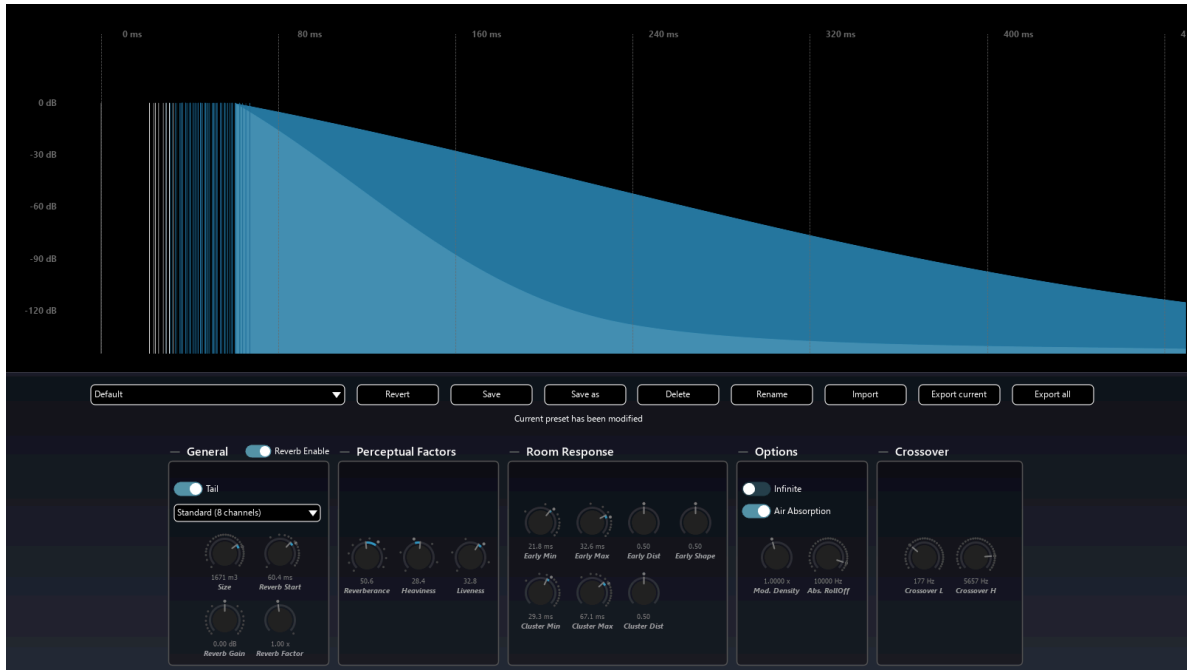 0 ms 80 ms 160 ms 240 ms 320 ms 400 ms 4
0 dB
-30 dB
-60 dB
-90 dB
-120 dB
Default Revert Save Save as Delete Rename Import Export current Export all
Current preset has been modified
General Reverb Enable Perceptual Factors Room Response Options Crossover
Tail Infinite
Standard (8 channels) Air Absorption
21.8 ms 32.6 ms 0.50 0.50
Early Min Early Max Early Dist Early Shape
1671 m3 60.4 ms 50.6 28.4 32.8 1.0000 x 10000 Hz 177 Hz 5657 Hz
Size Reverb Start Reverberance Heaviness Liveness Mod. Density Abs. RollOff Crossover L Crossover H
29.3 ms 67.1 ms 0.50
Cluster Min Cluster Max Cluster Dist
0.00 dB 1.00 x
Reverb Gain Reverb Factor